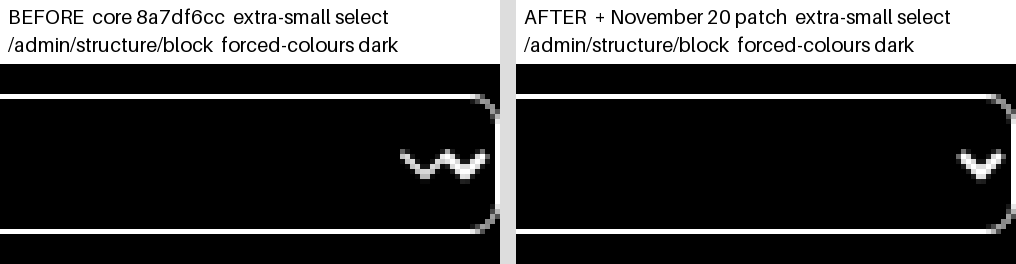 BEFORE core 8a7df6cc extra-small select
/admin/structure/block forced-colours dark
AFTER + November 20 patch extra-small select
/admin/structure/block forced-colours dark